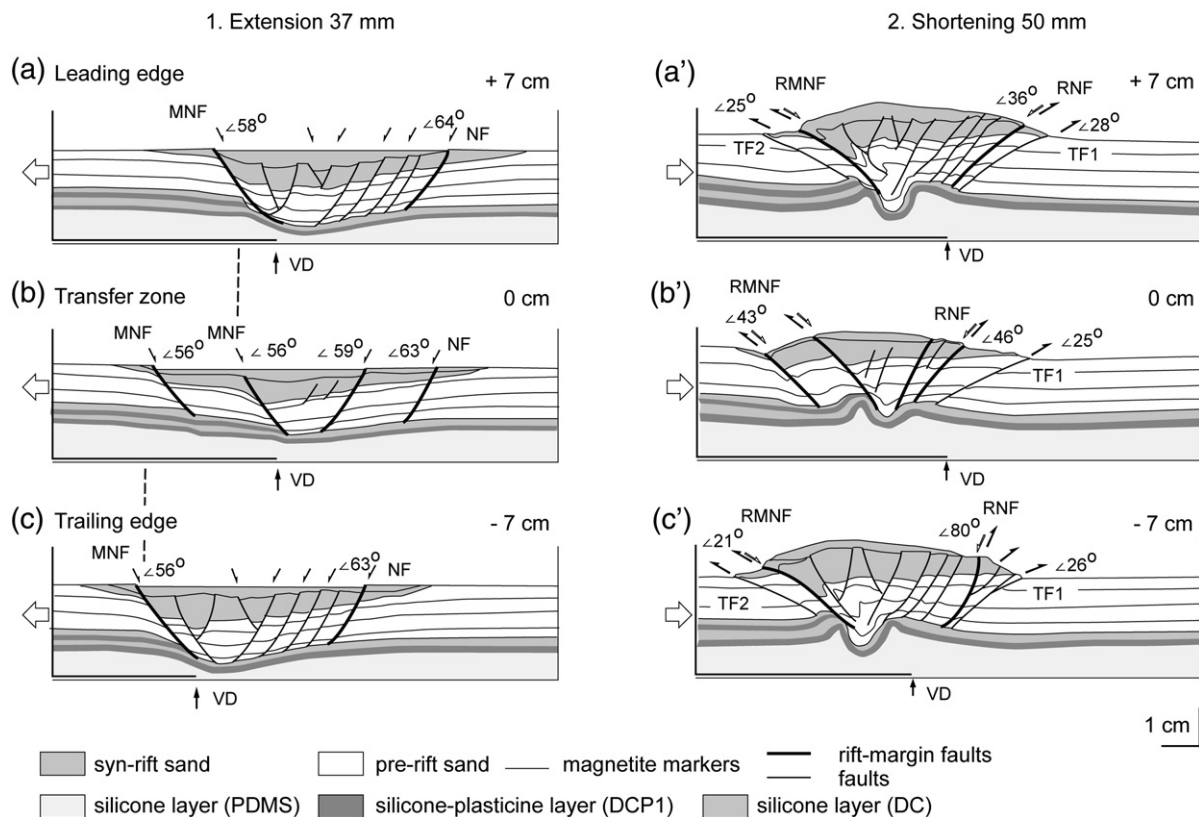 1. Extension 37 mm
2. Shortening 50 mm
(a) Leading edge
+ 7 cm
MNF
∠58°
∠64°
NF
VD
(a')
+ 7 cm
RMNF
∠25°
∠36°
RNF
∠28°
TF2
TF1
VD
(b) Transfer zone
0 cm
MNF
∠56°
MNF
∠56°
∠59°
∠63°
NF
VD
(b')
0 cm
RMNF
∠43°
RNF
∠46°
∠25°
TF1
VD
(c) Trailing edge
- 7 cm
MNF
∠56°
∠63°
NF
VD
(c')
- 7 cm
RMNF
∠21°
∠80°
RNF
∠26°
TF2
TF1
VD
1 cm
syn-rift sand
pre-rift sand
magnetite markers
rift-margin faults
faults
silicone layer (PDMS)
silicone-plasticine layer (DCP1)
silicone layer (DC)